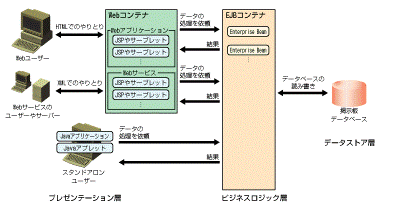 HTMLでのやりとり
Webユーザー
XMLでのやりとり
Webサービスの
ユーザーやサーバー
Webコンテナ
Webアプリケーション
JSPやサーブレット
JSPやサーブレット
Webサービス
JSPやサーブレット
JSPやサーブレット
データの
処理を依頼
結果
データの
処理を依頼
結果
EJBコンテナ
Enterprise Bean
Enterprise Bean
データベースの
読み書き
掲示板
データベース
データストア層
Javaアプリケーション
Javaアプレット
スタンドアロン
ユーザー
データの
処理を依頼
結果
プレゼンテーション層
ビジネスロジック層